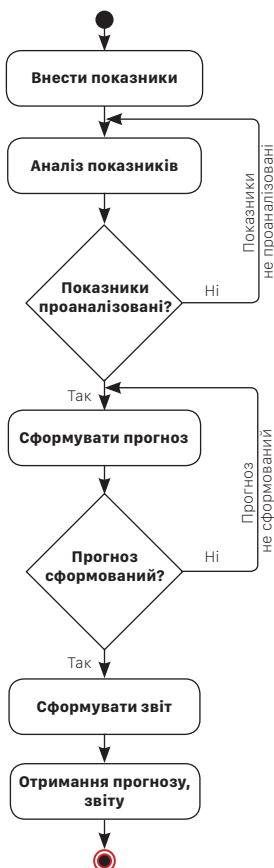 Внести показники
Аналіз показників
Показники
не проаналізовані
Показники
проаналізовані?
Ні
Так
Сформувати прогноз
Прогноз
не сформований
Прогноз
сформований?
Ні
Так
Сформувати звіт
Отримання прогнозу,
звіту